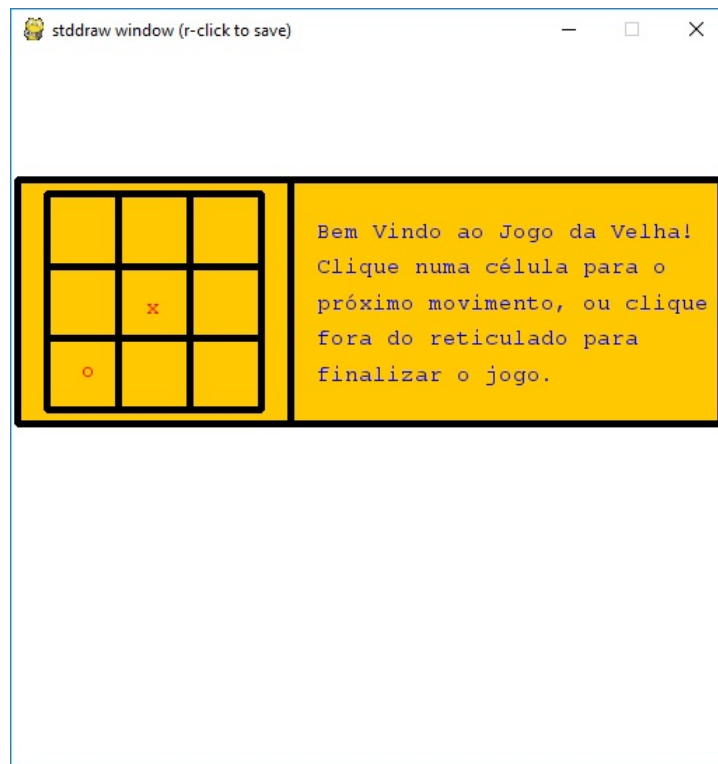 stddraw window (r-click to save)
Bem Vindo ao Jogo da Velha!
Clique numa célula para o
próximo movimento, ou clique
fora do reticulado para
finalizar o jogo.
x
o